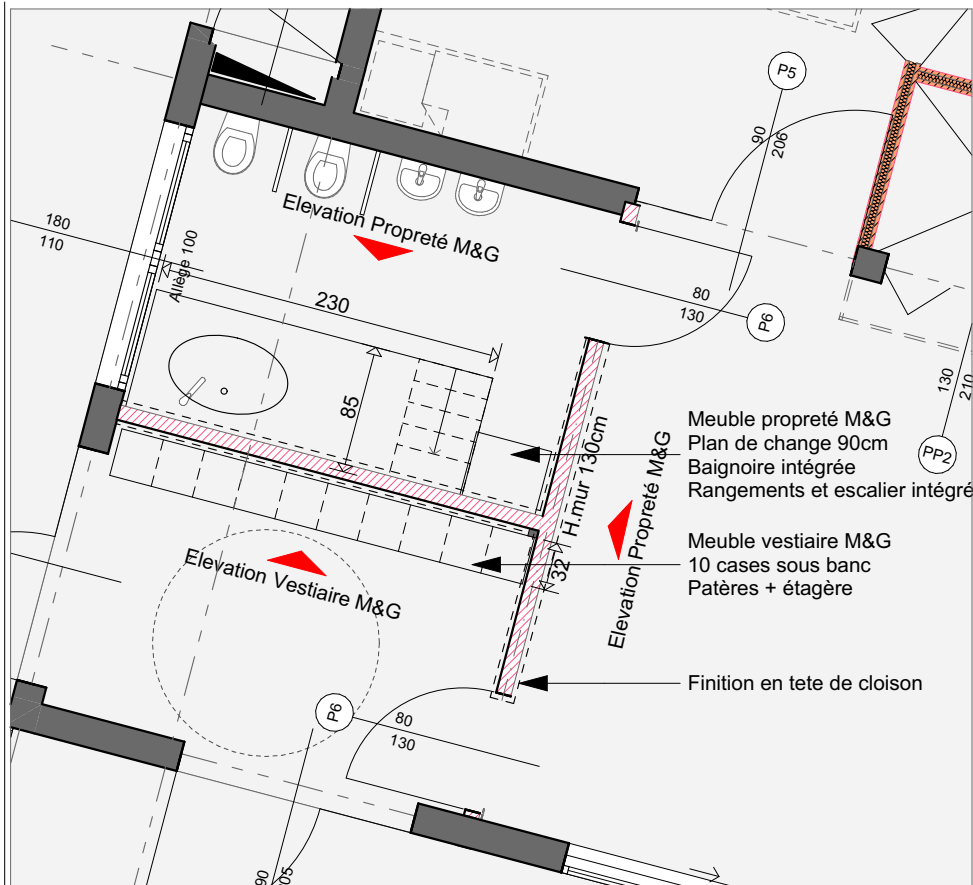 P5
90
206
Elevation Propreté M&G
180
110
Allège 100
230
80
130
P6
85
130
210
PP2
H.mur 130cm
Elevation Propreté M&G
Meuble propreté M&G
Plan de change 90cm
Baignoire intégrée
Rangements et escalier intégré
Meuble vestiaire M&G
10 cases sous banc
Patères + étagère
32
Elevation Vestiaire M&G
Finition en tete de cloison
P6
80
130
90